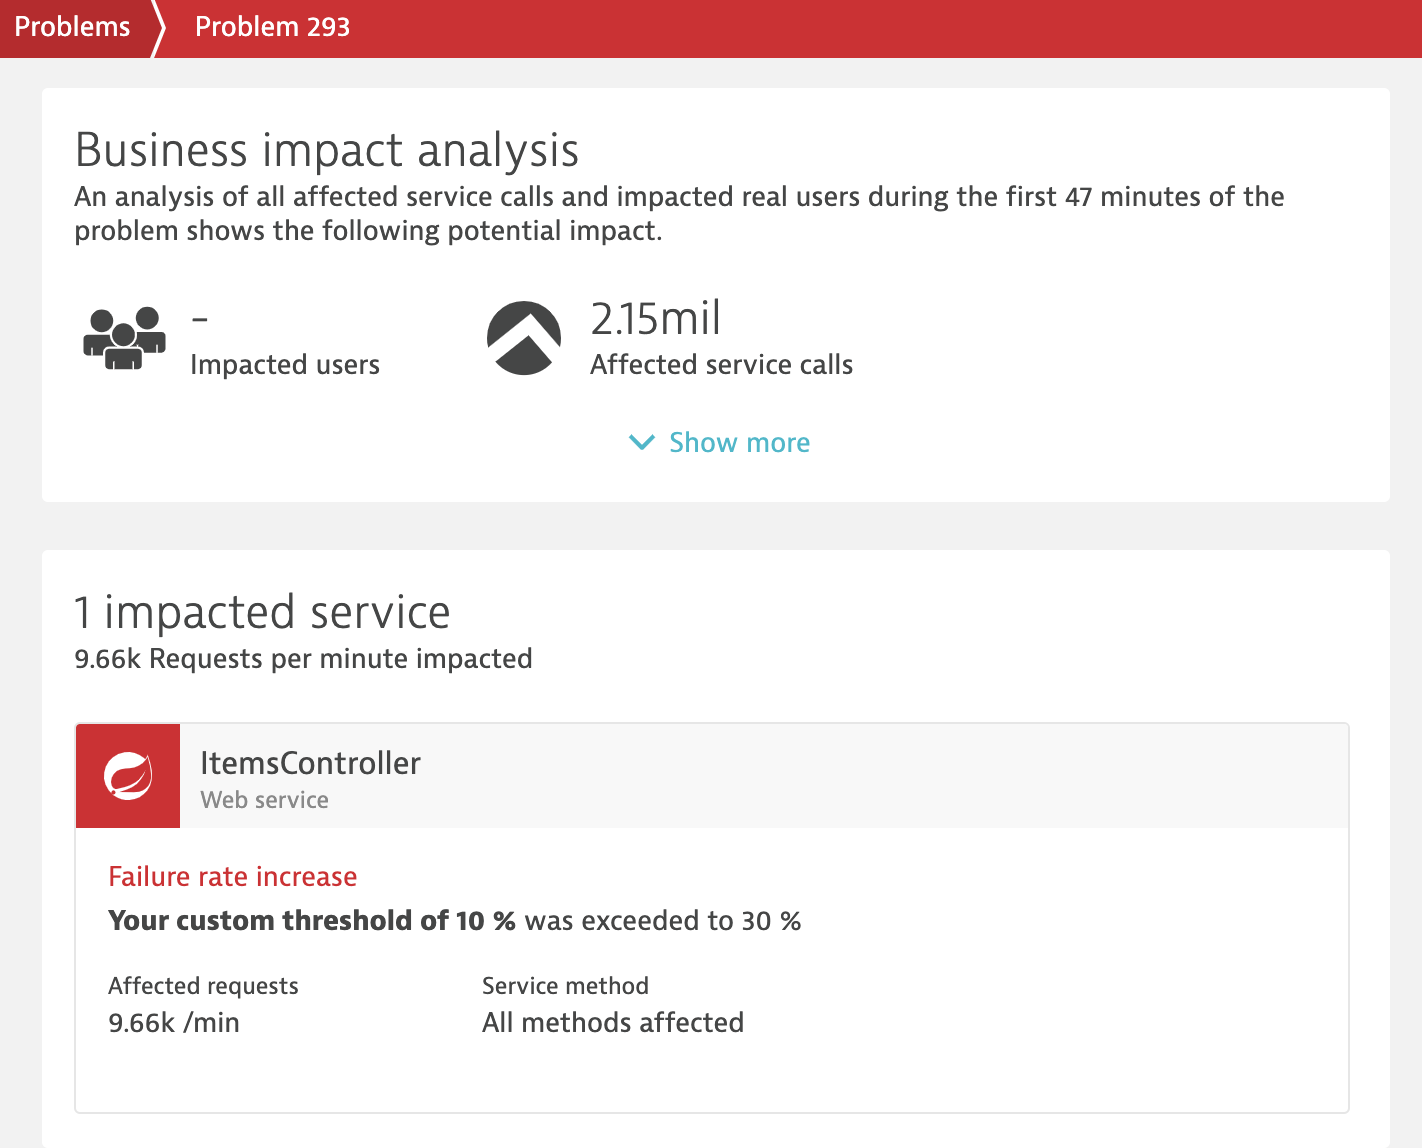 Problems
Problem 293
Business impact analysis
An analysis of all affected service calls and impacted real users during the first 47 minutes of the
problem shows the following potential impact.
-
Impacted users
2.15mil
Affected service calls
Show more
1 impacted service
9.66k Requests per minute impacted
ItemsController
Web service
Failure rate increase
Your custom threshold of 10 % was exceeded to 30 %
Affected requests
9.66k /min
Service method
All methods affected